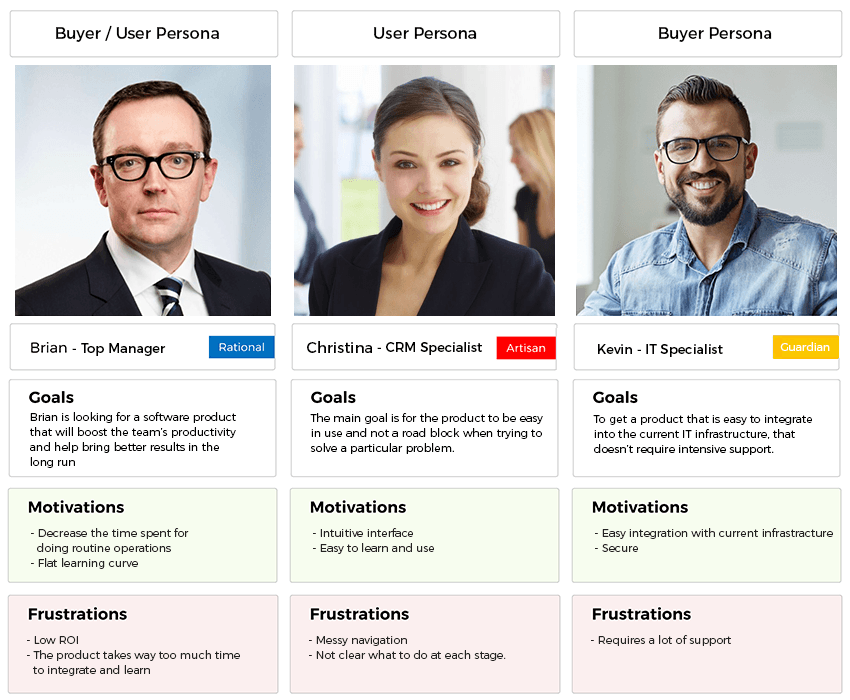 Buyer / User Persona
User Persona
Buyer Persona
Brian - Top Manager
Rational
Christina - CRM Specialist
Artisan
Kevin - IT Specialist
Guardian
Goals
Brian is looking for a software product
that will boost the team's productivity
and help bring better results in the
long run
Goals
The main goal is for the product to be easy
in use and not a road block when trying to
solve a particular problem.
Goals
To get a product that is easy to integrate
into the current IT infrastructure, that
doesn't require intensive support.
Motivations
- Decrease the time spent for
doing routine operations
- Flat learning curve
Motivations
- Intuitive interface
- Easy to learn and use
Motivations
- Easy integration with current infrastracture
- Secure
Frustrations
- Low ROI
- The product takes way too much time
to integrate and learn
Frustrations
- Messy navigation
- Not clear what to do at each stage.
Frustrations
- Requires a lot of support